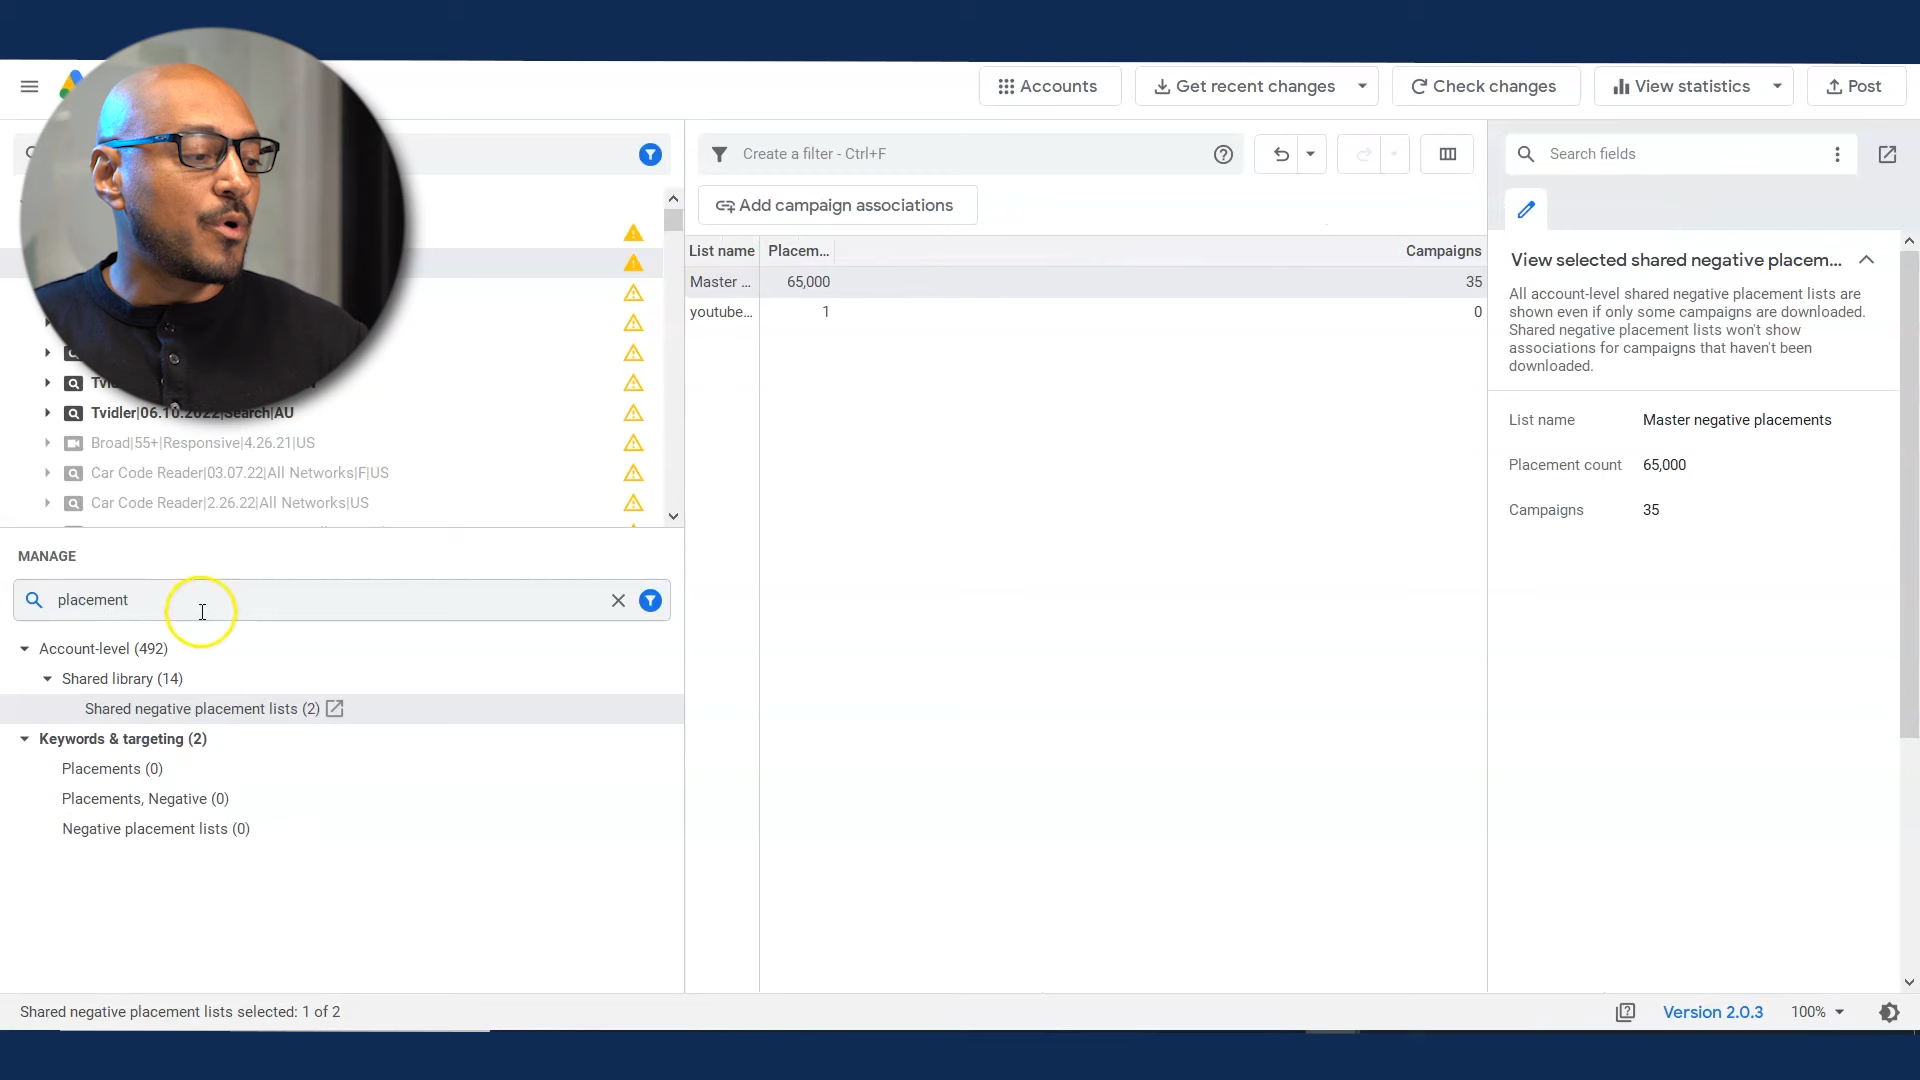 Accounts
Get recent changes
Check changes
View statistics
Post
Create a filter - Ctrl+F
Search fields
Add campaign associations
List name
Placem...
Campaigns
Master ...
65,000
35
youtube...
1
0
View selected shared negative placem...
All account-level shared negative placement lists are
shown even if only some campaigns are downloaded.
Shared negative placement lists won't show
associations for campaigns that haven't been
downloaded.
List name
Master negative placements
Placement count
65,000
Campaigns
35
Tvidler|06.10.2022|Search|AU
Broad|55+|Responsive|4.26.21|US
Car Code Reader|03.07.22|All Networks|F|US
Car Code Reader|2.26.22|All Networks|US
MANAGE
placement
Account-level (492)
Shared library (14)
Shared negative placement lists (2)
Keywords & targeting (2)
Placements (0)
Placements, Negative (0)
Negative placement lists (0)
Shared negative placement lists selected: 1 of 2
Version 2.0.3
100%